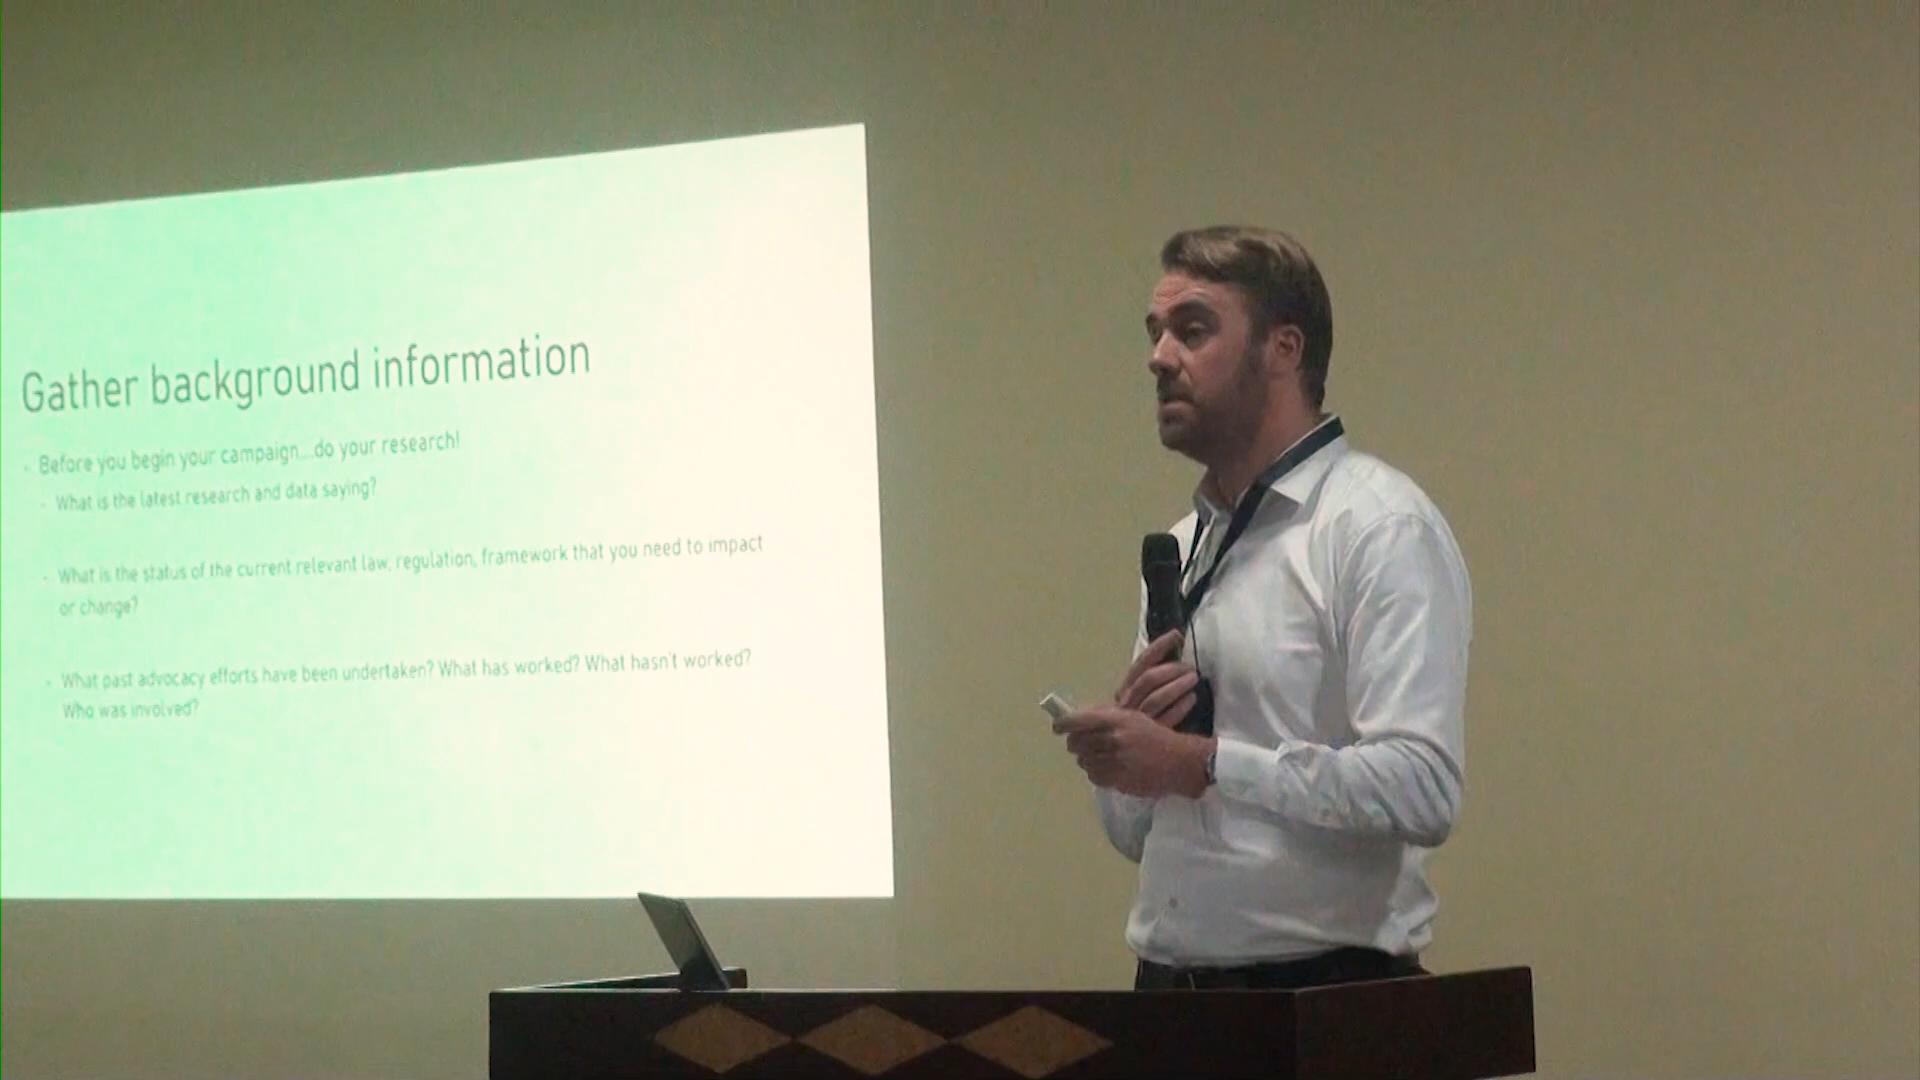 Gather background information
- Before you begin your campaign...do your research!
- What is the latest research and data saying?
- What is the status of the current relevant law, regulation, framework that you need to impact
or change?
- What past advocacy efforts have been undertaken? What has worked? What hasn't worked?
Who was involved?